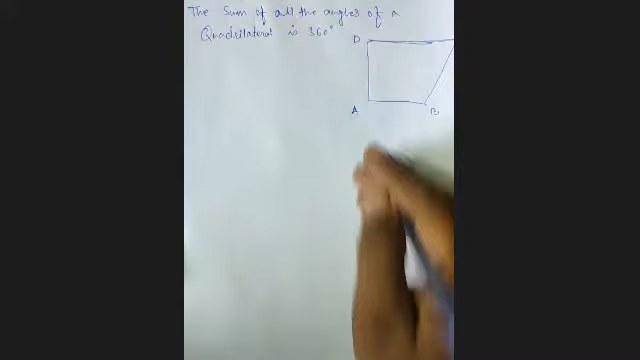 The Sum of all the angles of a
Quadrilateral is 360°
D
A
B